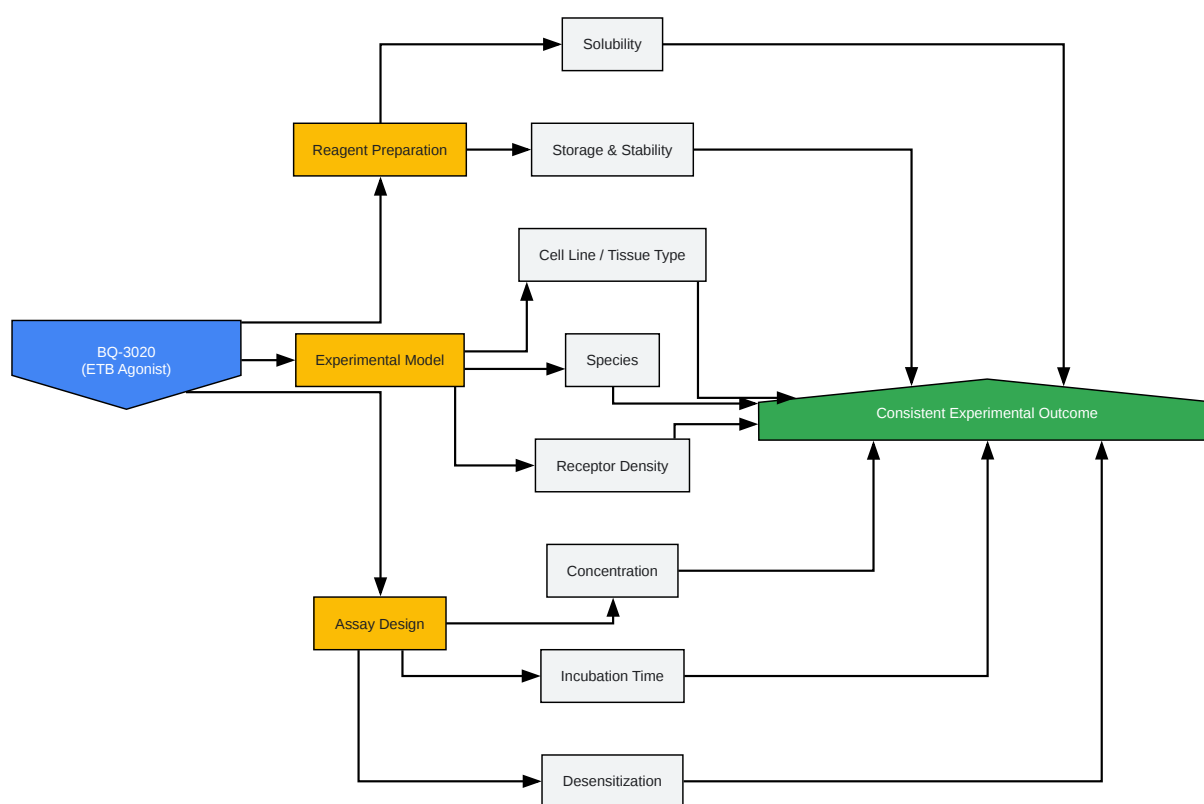 Solubility
Reagent Preparation
Storage & Stability
Cell Line / Tissue Type
BQ-3020
(ETB Agonist)
Experimental Model
Species
Consistent Experimental Outcome
Receptor Density
Concentration
Assay Design
Incubation Time
Desensitization